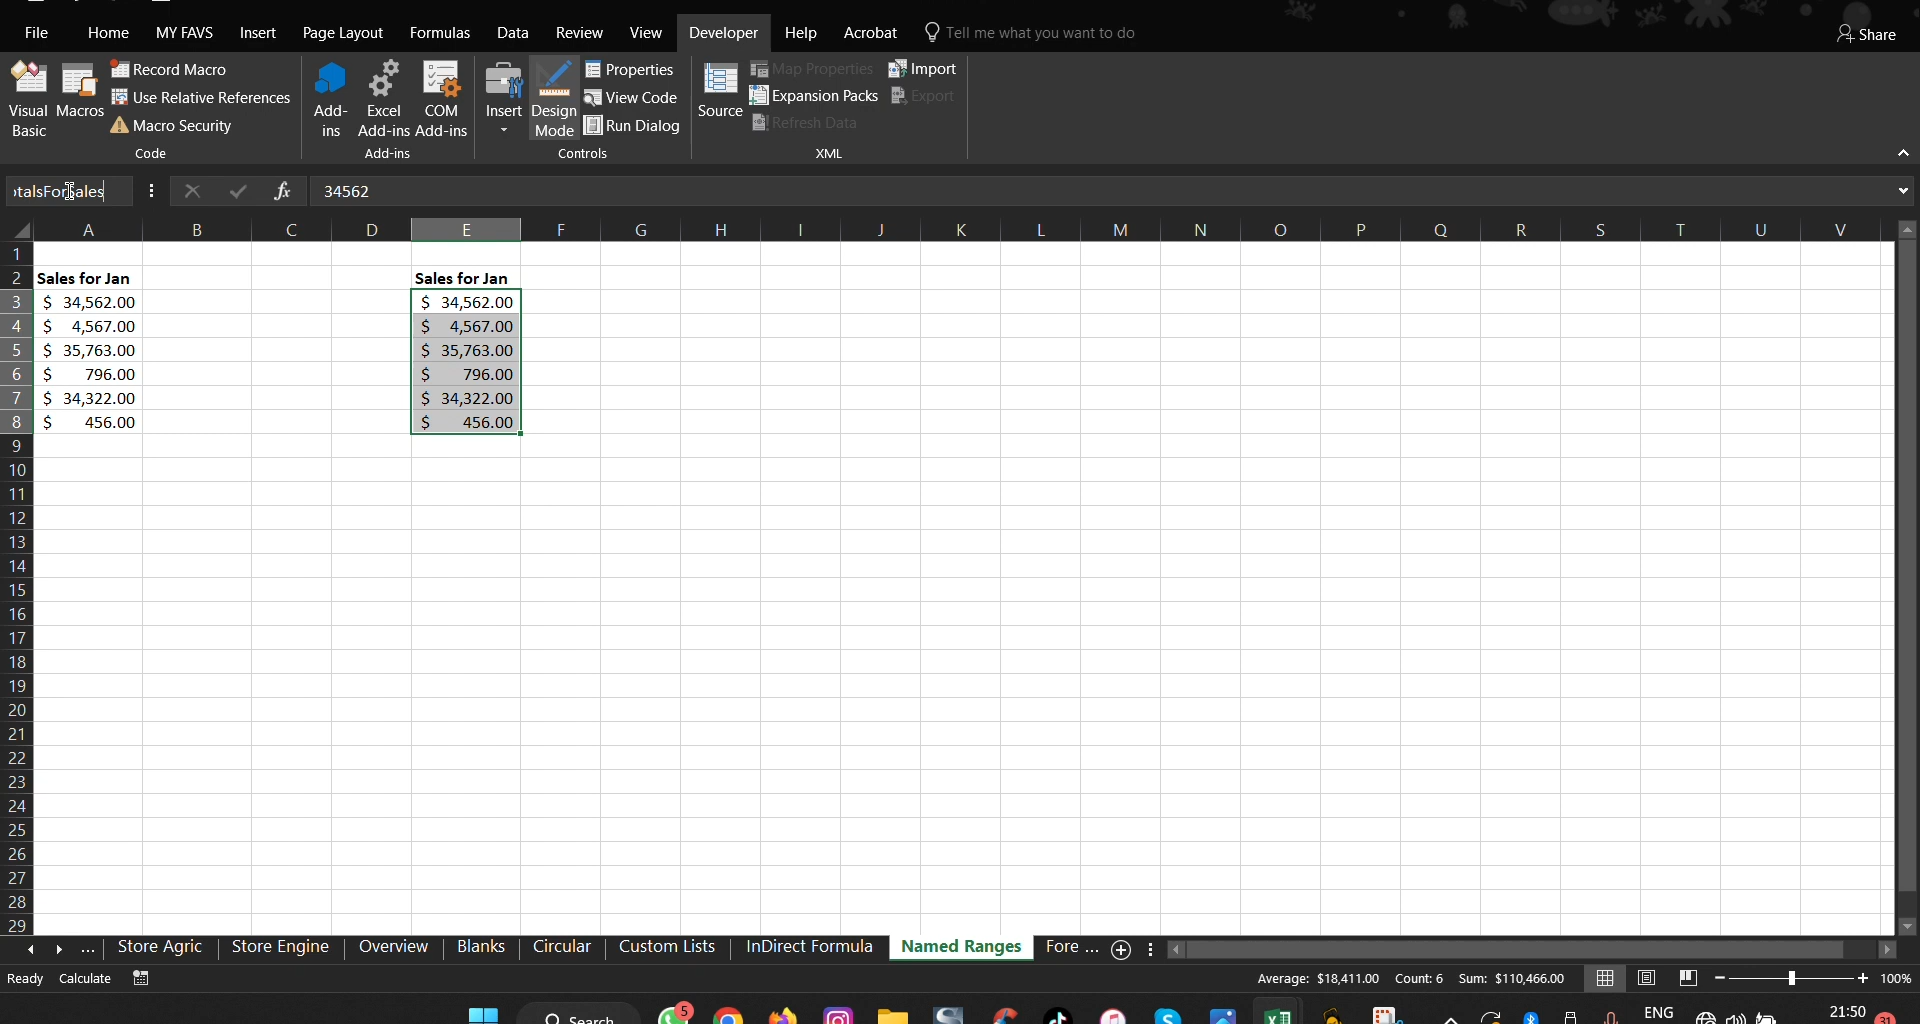 File Home MY FAVS Insert Page Layout Formulas Data Review View Developer Help Acrobat Tell me what you want to do Share
Visual Basic
Macros
Record Macro
Use Relative References
Macro Security
Code
Add-ins
Excel Add-ins
COM Add-ins
Add-ins
Insert
Design Mode
Properties
View Code
Run Dialog
Controls
Source
Map Properties
Expansion Packs
Refresh Data
Import
Export
XML
otalsForSales fx 34562
A B C D E F G H I J K L M N O P Q R S T U V
1
2 Sales for Jan Sales for Jan
3 $ 34,562.00 $ 34,562.00
4 $ 4,567.00 $ 4,567.00
5 $ 35,763.00 $ 35,763.00
6 $ 796.00 $ 796.00
7 $ 34,322.00 $ 34,322.00
8 $ 456.00 $ 456.00
9
10
11
12
13
14
15
16
17
18
19
20
21
22
23
24
25
26
27
28
29
... Store Agric Store Engine Overview Blanks Circular Custom Lists InDirect Formula Named Ranges Fore ...
Ready Calculate Average: $18,411.00 Count: 6 Sum: $110,466.00 100%
Search 5 ENG 21:50 31